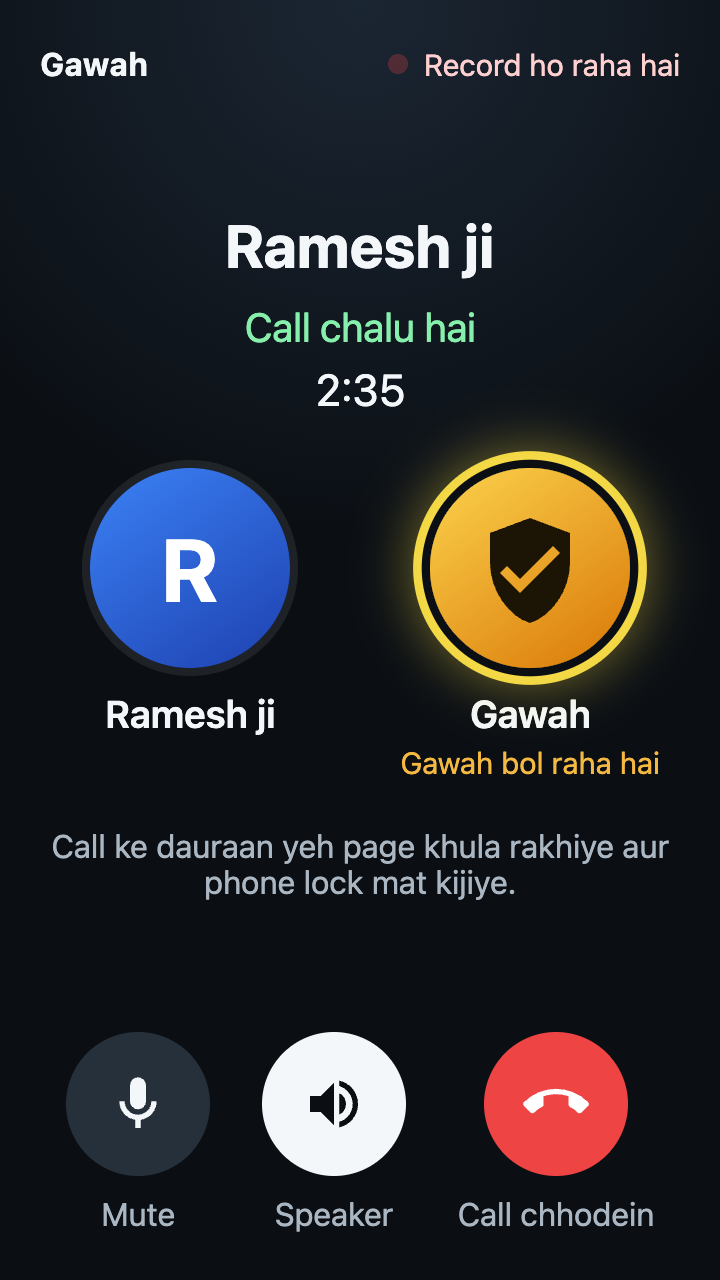 Gawah
Record ho raha hai
Ramesh ji
Call chalu hai
2:35
R
Ramesh ji
Gawah
Gawah bol raha hai
Call ke dauraan yeh page khula rakhiye aur
phone lock mat kijiye.
Mute
Speaker
Call chhodein